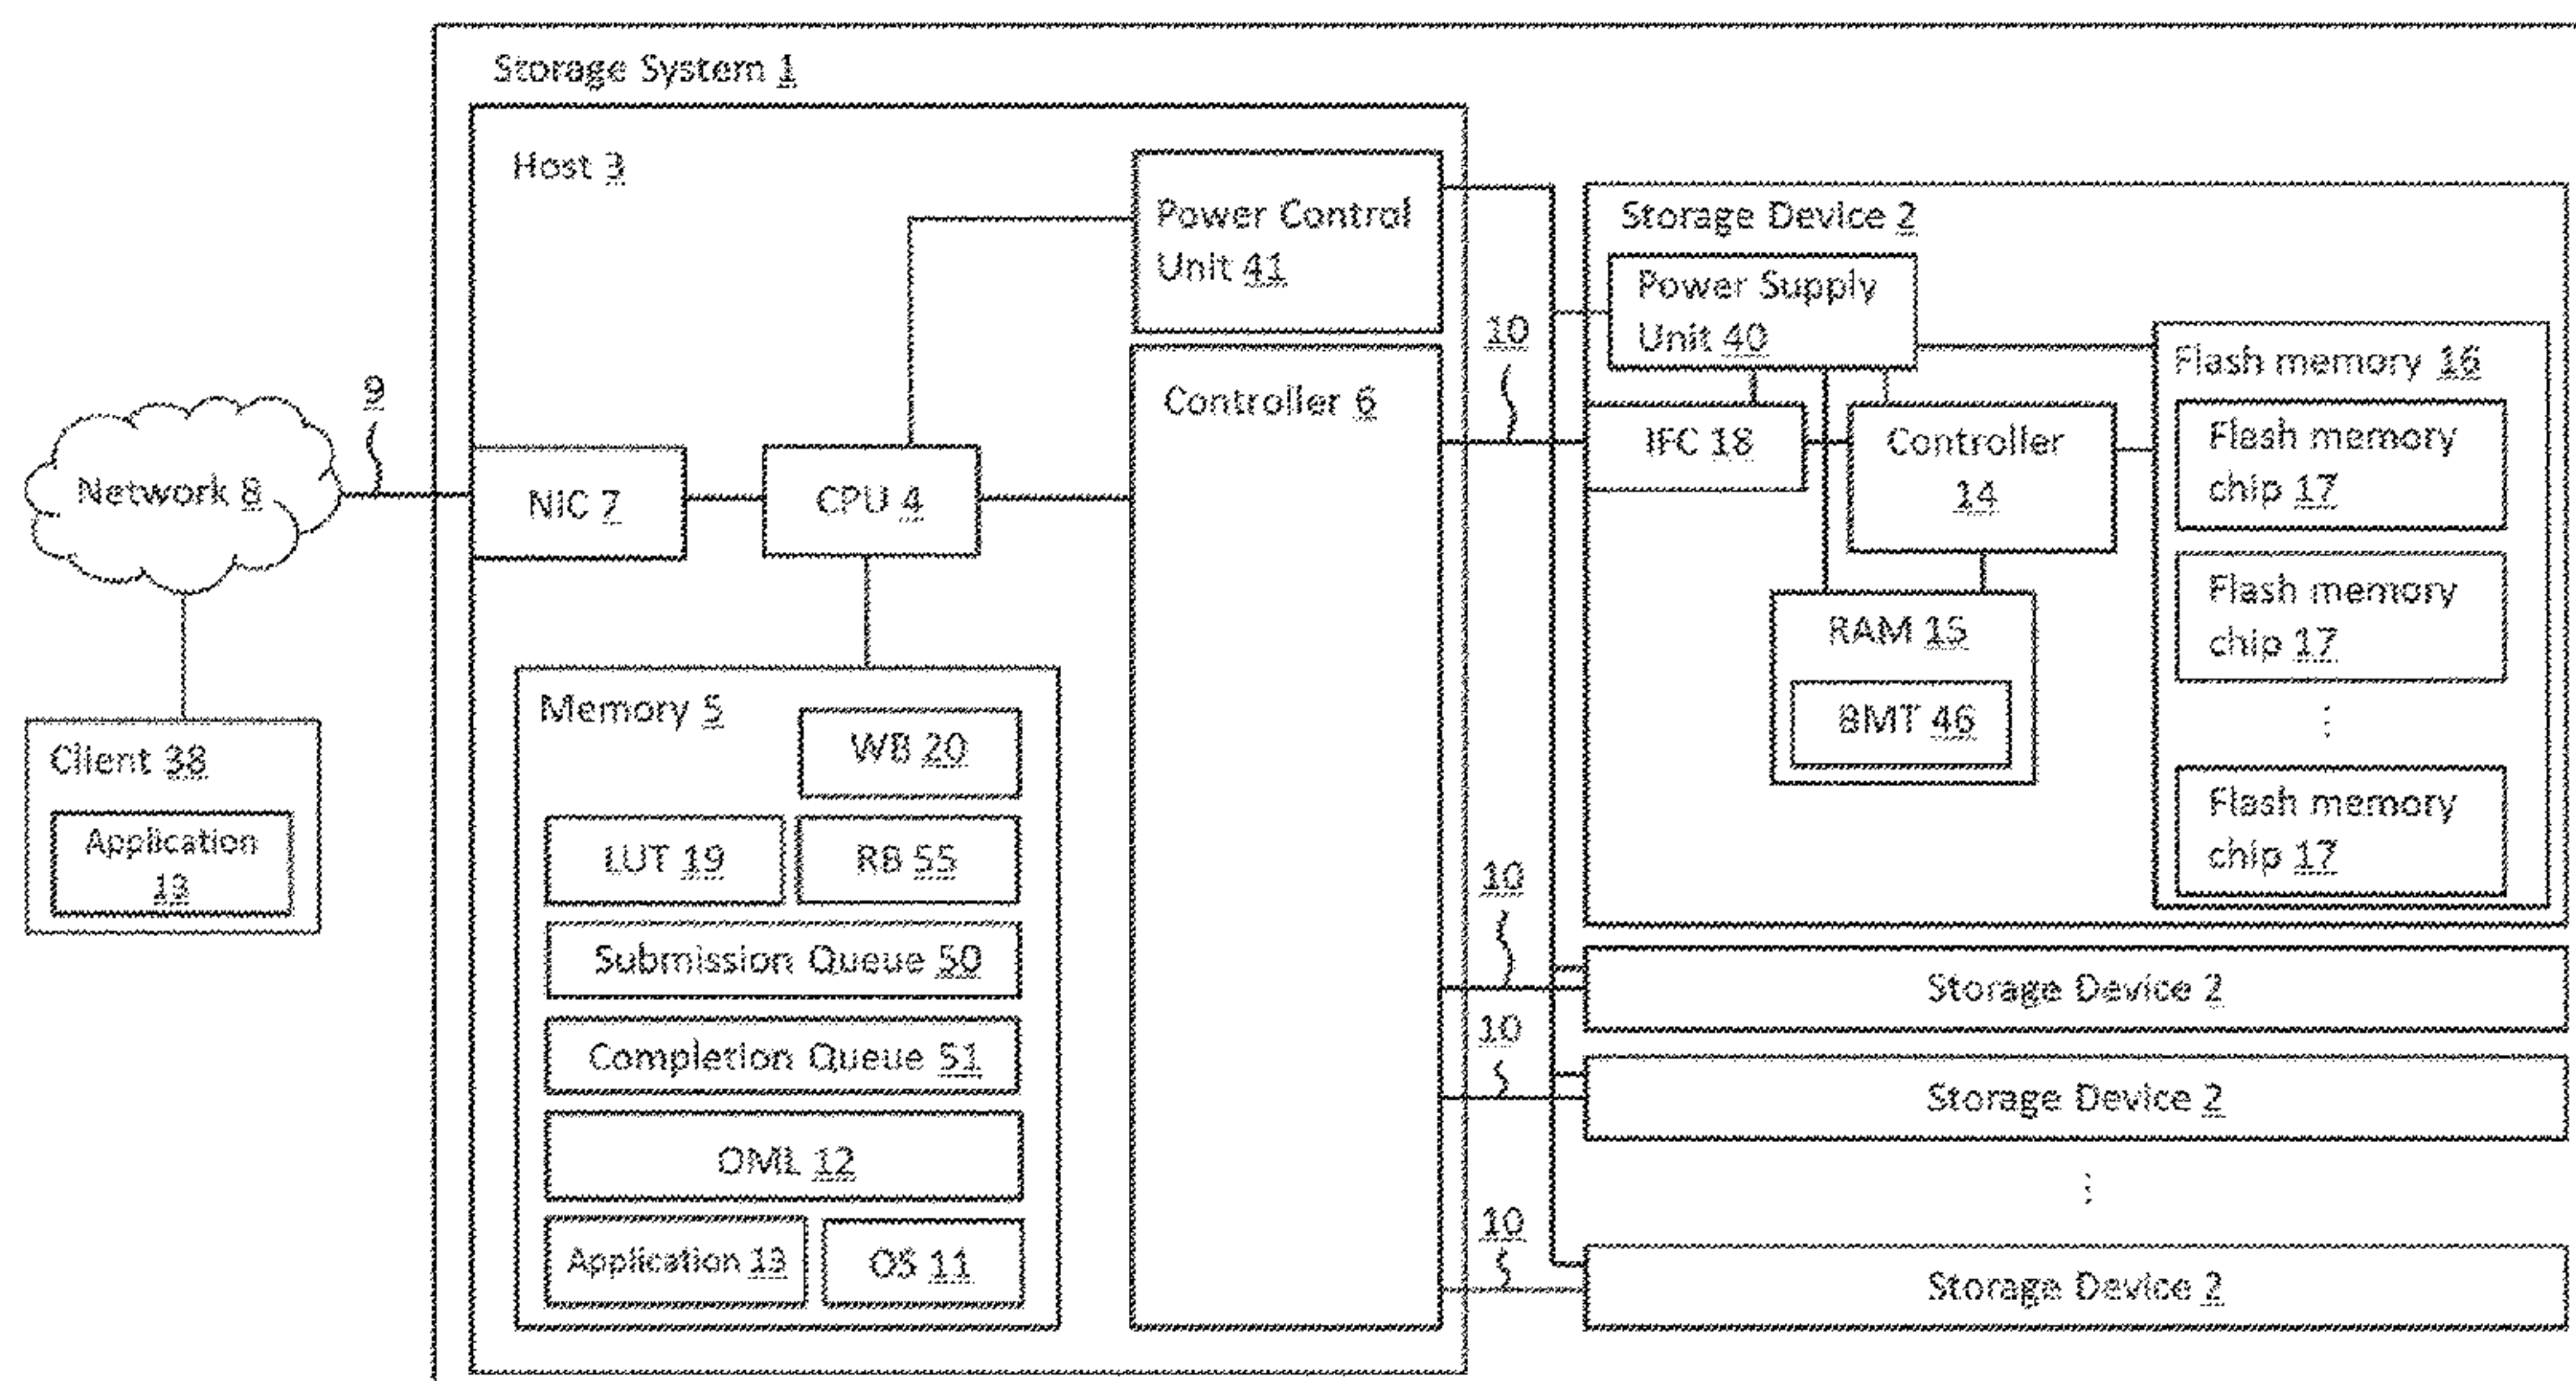 Storage System 1
Host 3
Power Control
Unit 41
Storage Device 2
Power Supply
Unit 40
10
Flash memory 16
9
Controller 6
IFC 18
Controller
14
Flash memory
chip 17
Network 8
NIC 7
CPU 4
Flash memory
chip 17
RAM 15
BMT 46
Memory 5
WB 20
Client 38
Application
13
LUT 19
RB 55
10
Flash memory
chip 17
Submission Queue 50
Storage Device 2
10
Completion Queue 51
Storage Device 2
OML 12
10
Application 13
OS 11
Storage Device 2